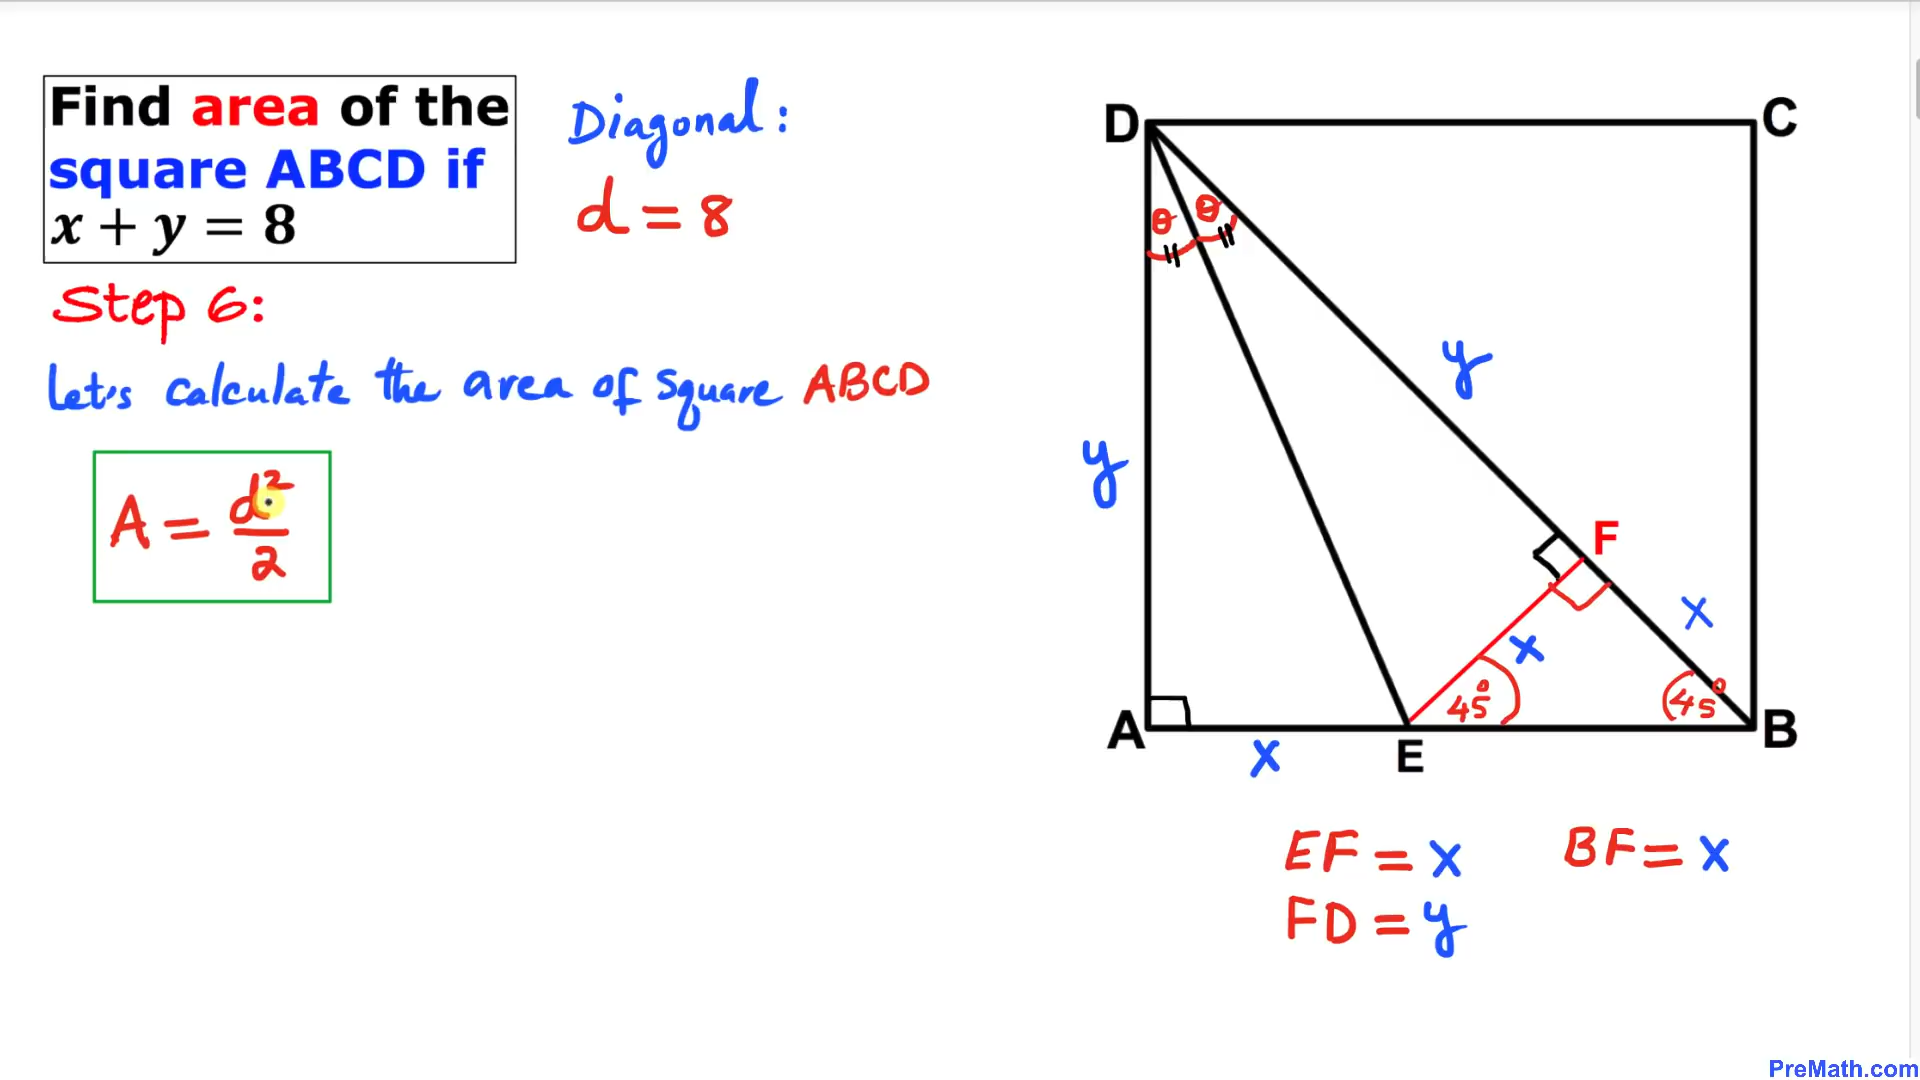 Find area of the
square ABCD if
x + y = 8
Diagonal:
d = 8
Step 6:
Let's calculate the area of square ABCD
A = d²/2
D
C
θ θ
y
y
F
x
x
45°
45°
A
B
x
E
EF = x
BF = x
FD = y
PreMath.com